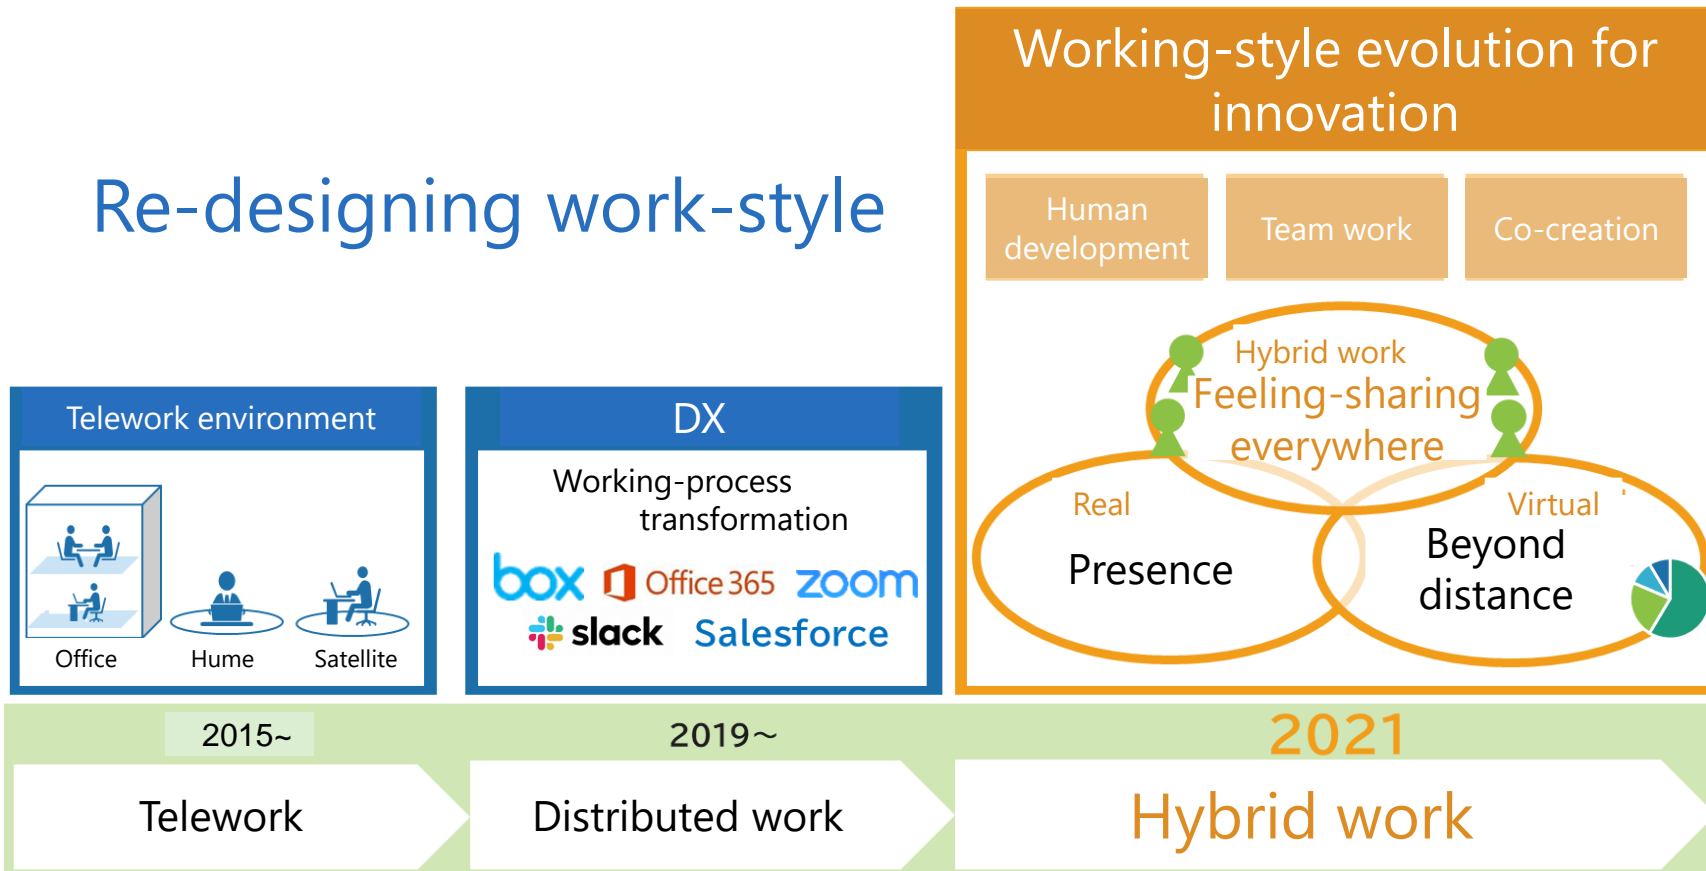 Working-style evolution for
innovation
Re-designing work-style
Human
development
Team work
Co-creation
Hybrid work
Feeling-sharing
everywhere
Real
Presence
Virtual
Beyond
distance
Telework environment
Office
Hume
Satellite
DX
Working-process
transformation
box
Office 365
zoom
slack
Salesforce
2015~
2019～
2021
Telework
Distributed work
Hybrid work